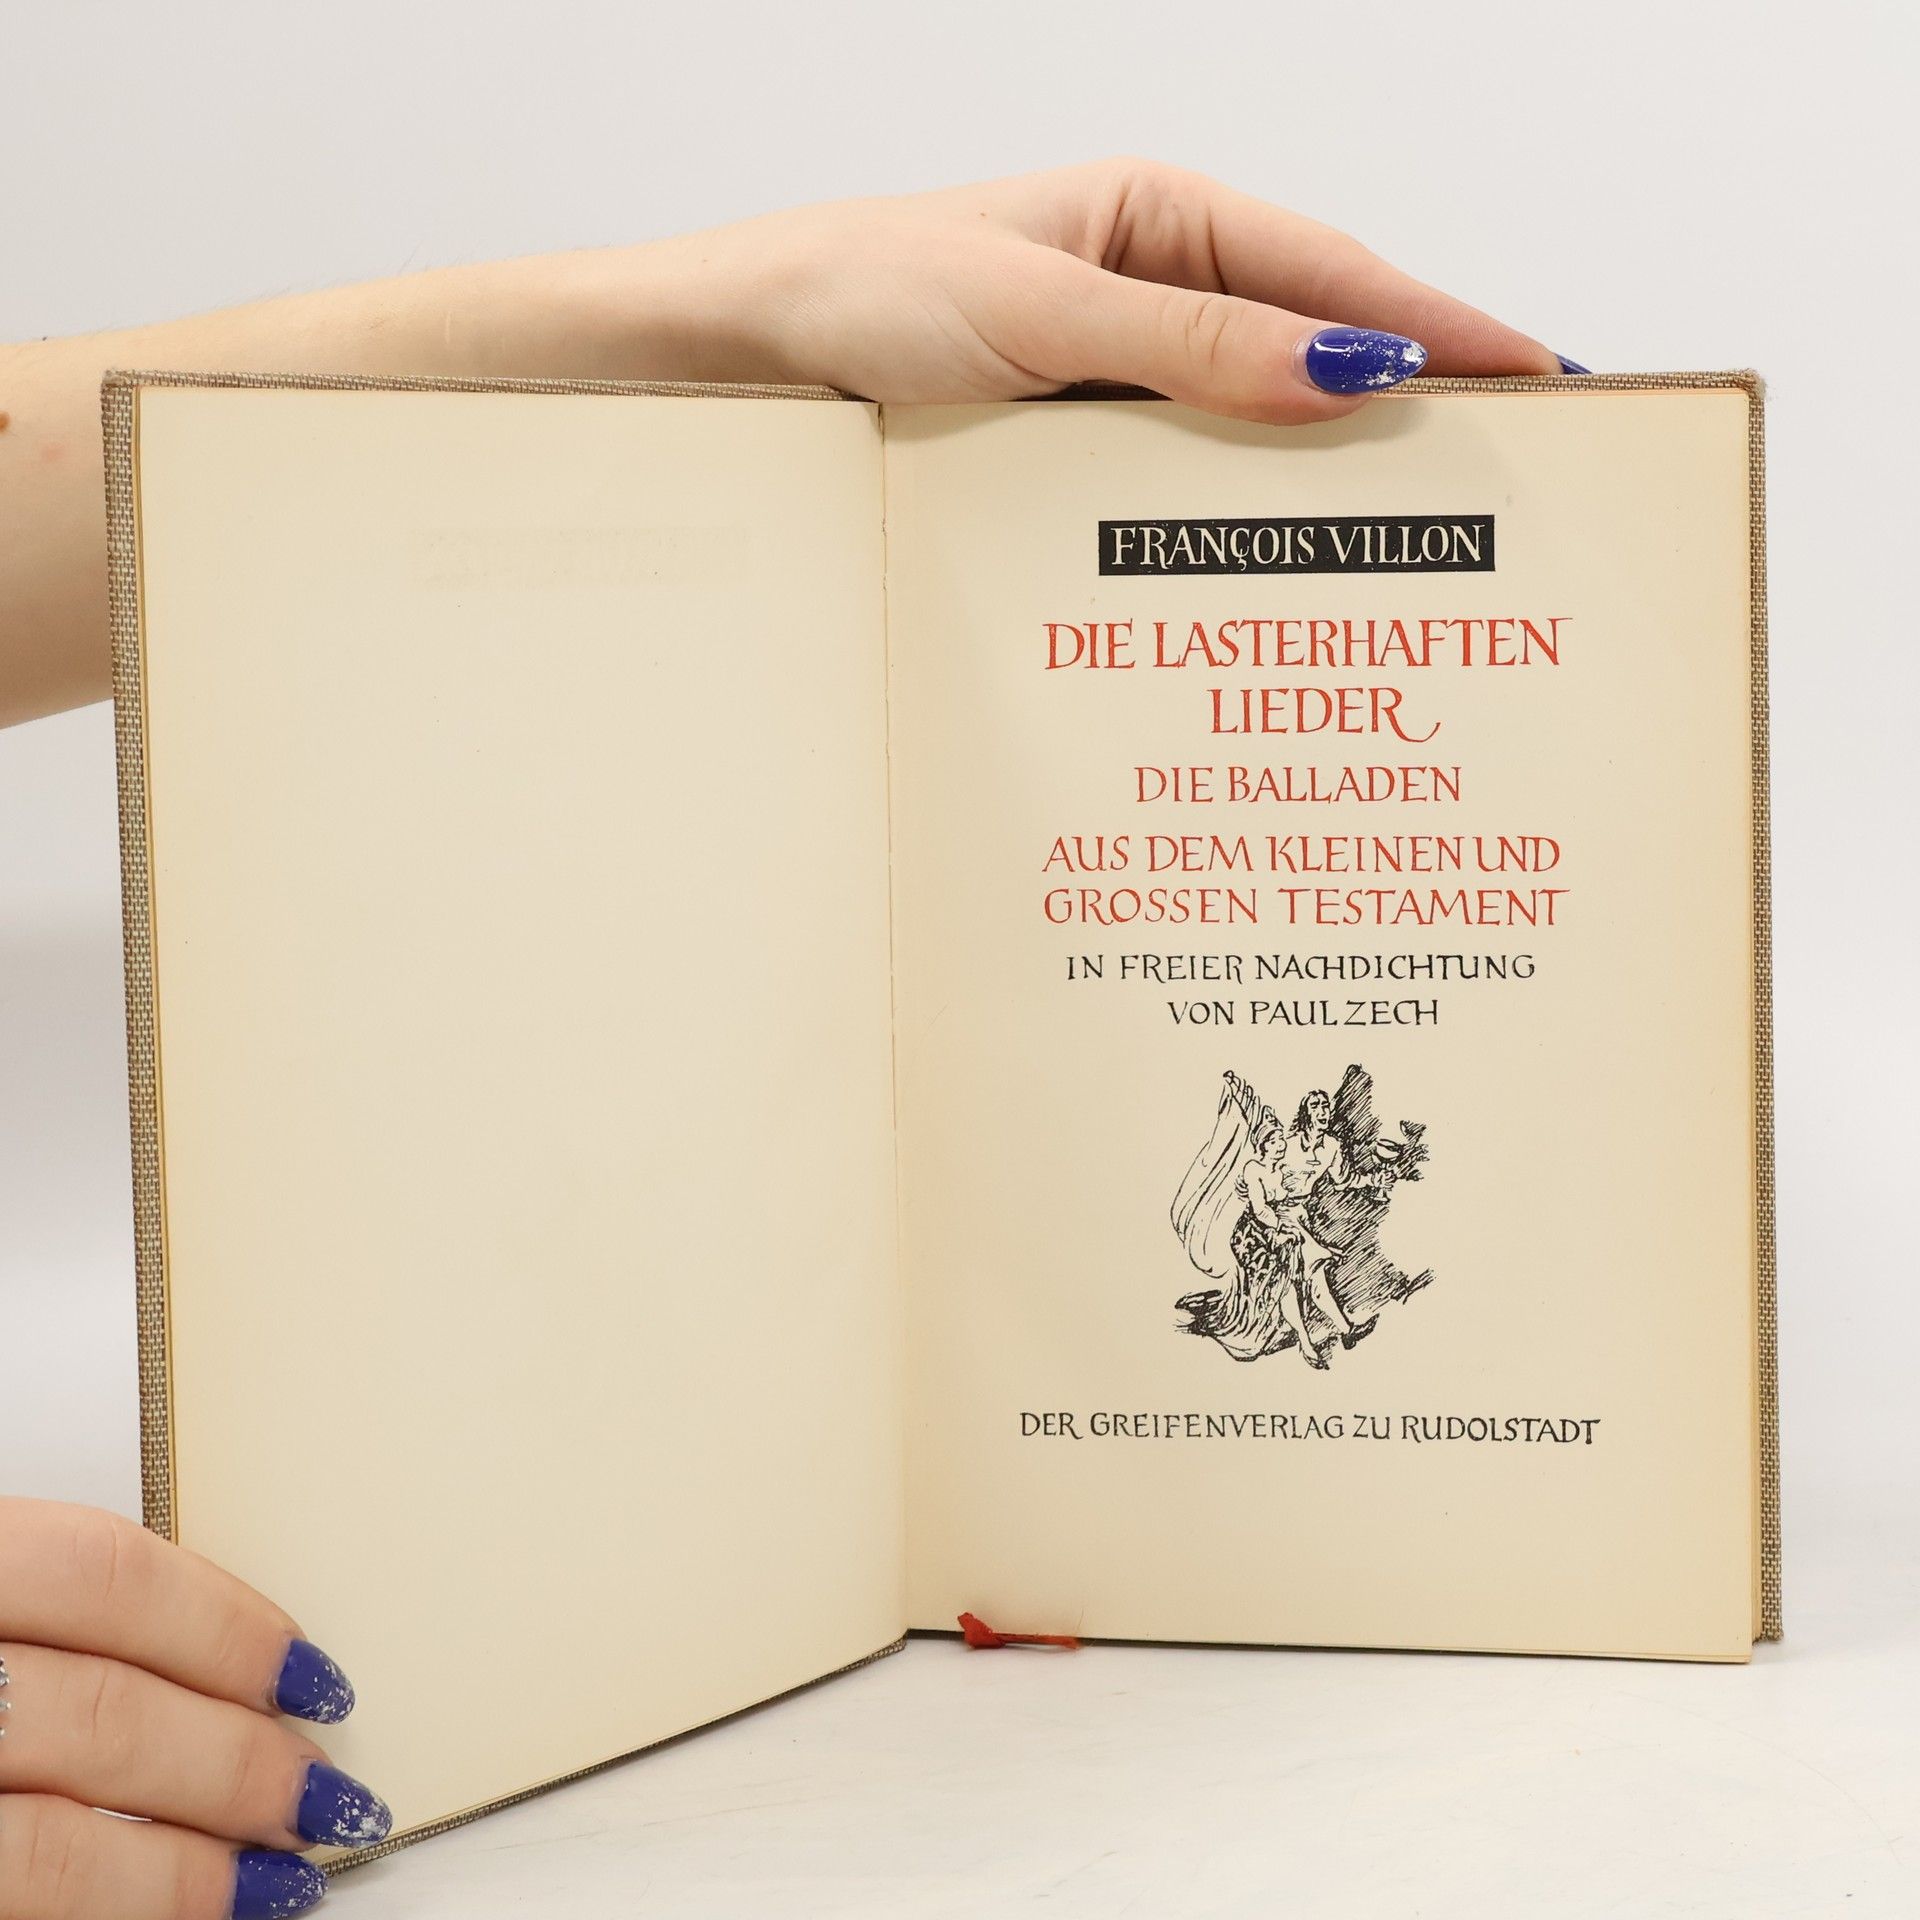 FRANÇOIS VILLON
DIE LASTERHAFTEN
LIEDER
DIE BALLADEN
AUS DEM KLEINEN UND
GROSSEN TESTAMENT
IN FREIER NACHDICHTUNG
VON PAUL ZECH
DER GREIFENVERLAG ZU RUDOLSTADT